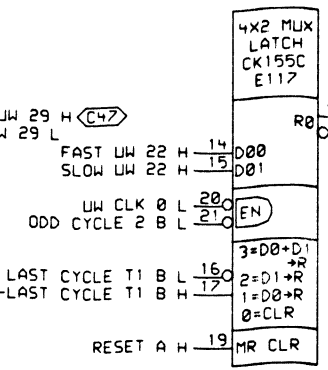 4X2 MUX
LATCH
CK155C
E117
UW 29 H C47
W 29 L
R0
FAST UW 22 H 14 D00
SLOW UW 22 H 15 D01
UW CLK 0 L 20 EN
ODD CYCLE 2 B L 21
3=D0+D1
→R
LAST CYCLE T1 B L 16 2=D1→R
-LAST CYCLE T1 B H 17 1=D0→R
0=CLR
RESET A H 19 MR CLR